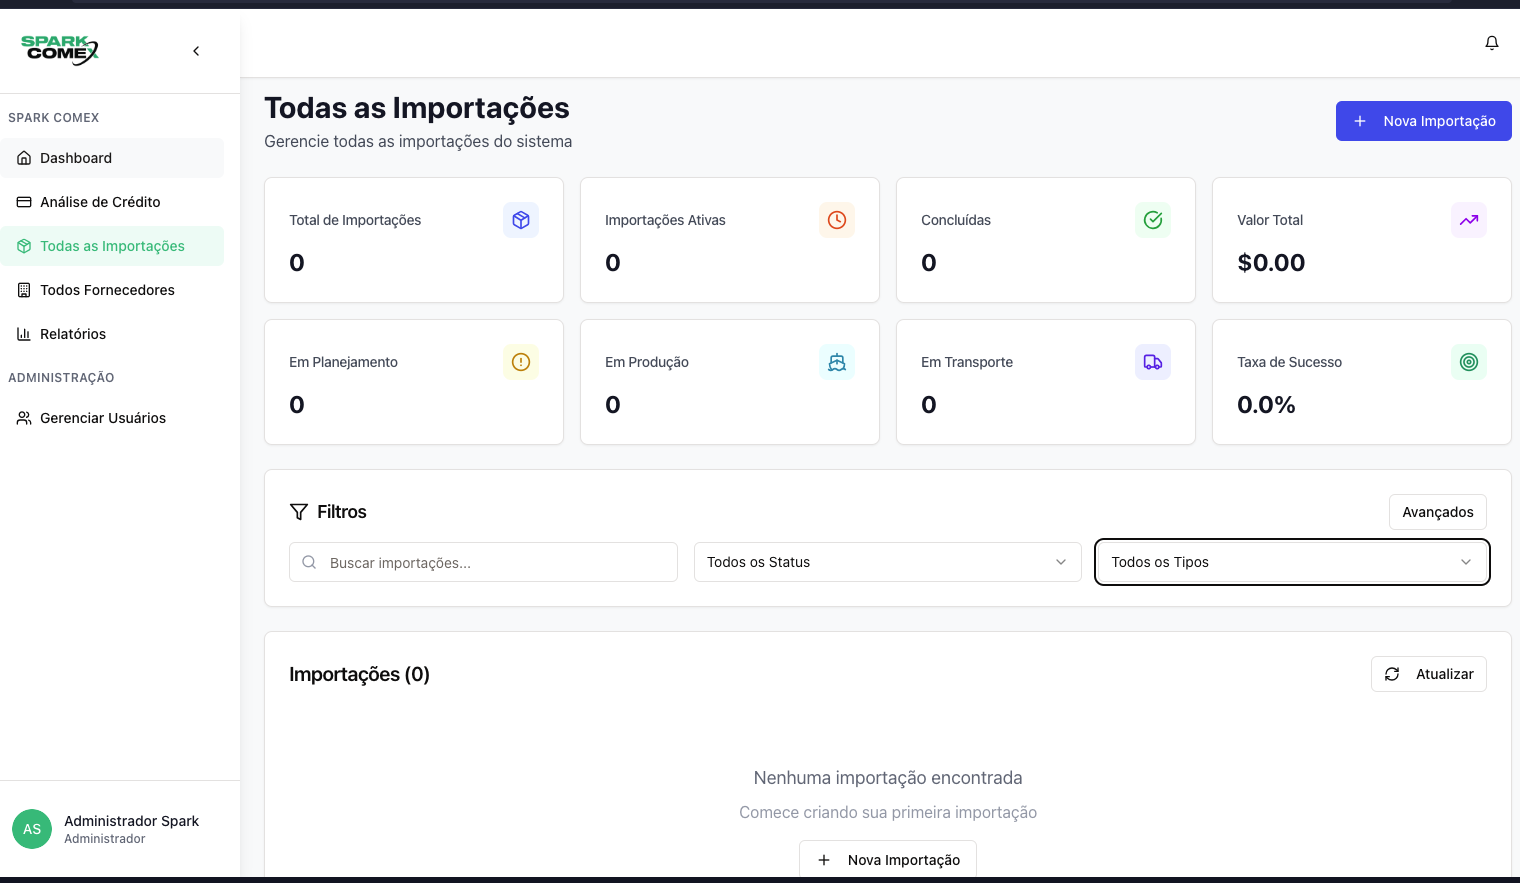 SPARK
COMEX
SPARK COMEX
Dashboard
Análise de Crédito
Todas as Importações
Todos Fornecedores
Relatórios
ADMINISTRAÇÃO
Gerenciar Usuários
AS
Administrador Spark
Administrador
Todas as Importações
Gerencie todas as importações do sistema
Nova Importação
Total de Importações
0
Importações Ativas
0
Concluídas
0
Valor Total
$0.00
Em Planejamento
0
Em Produção
0
Em Transporte
0
Taxa de Sucesso
0.0%
Filtros
Avançados
Buscar importações...
Todos os Status
Todos os Tipos
Importações (0)
Atualizar
Nenhuma importação encontrada
Comece criando sua primeira importação
Nova Importação